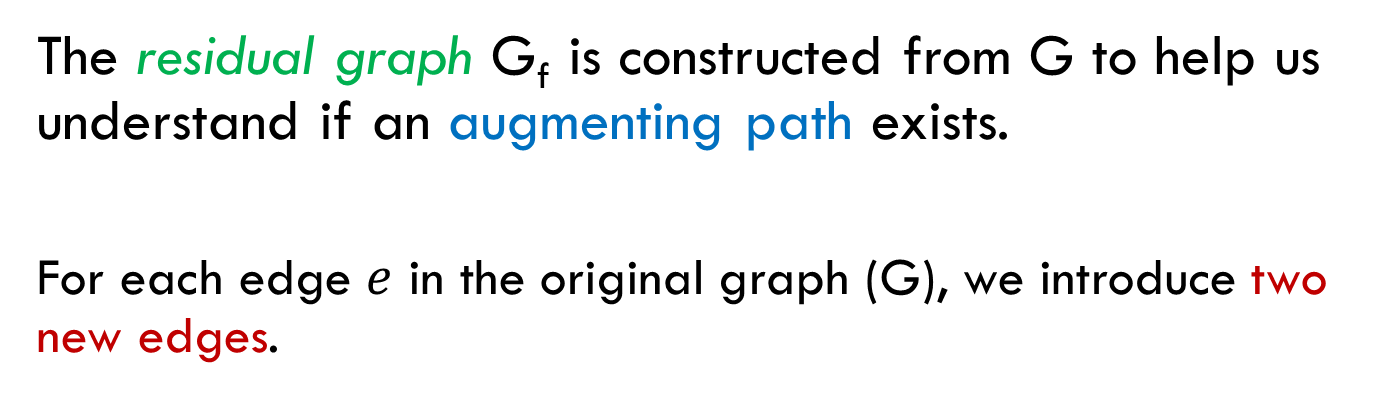 The residual graph G_f is constructed from G to help us
understand if an augmenting path exists.
For each edge e in the original graph (G), we introduce two
new edges.